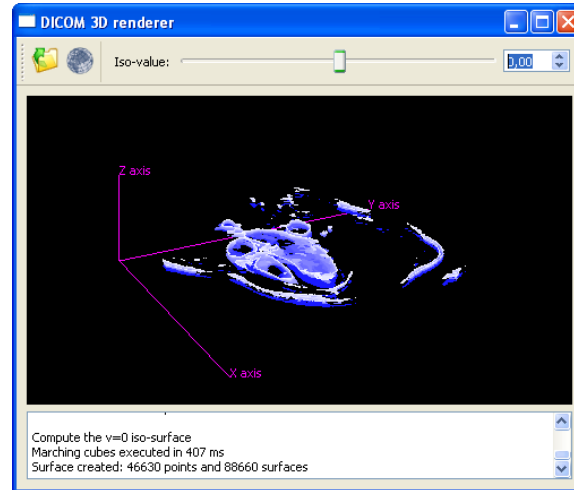 DICOM 3D renderer
Iso-value:
0,00
Z axis
Y axis
X axis
Compute the v=0 iso-surface
Marching cubes executed in 407 ms
Surface created: 46630 points and 88660 surfaces